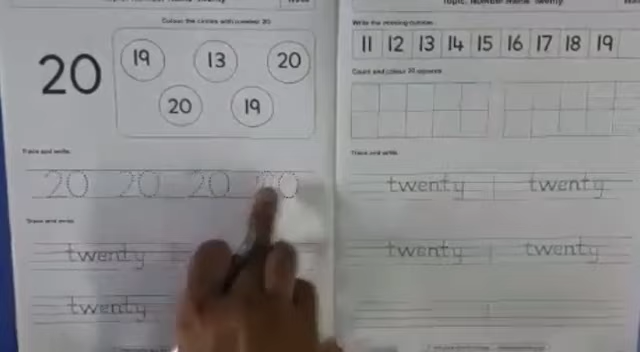 Colour the circles with number 20
20
19 13 20
20 19
Trace and write
20 20 20 20
Trace and write
twenty
twenty
Topic: Number Name Twenty
Write the missing number
11 12 13 14 15 16 17 18 19
Count and colour 20 squares
Trace and write
twenty twenty
twenty twenty